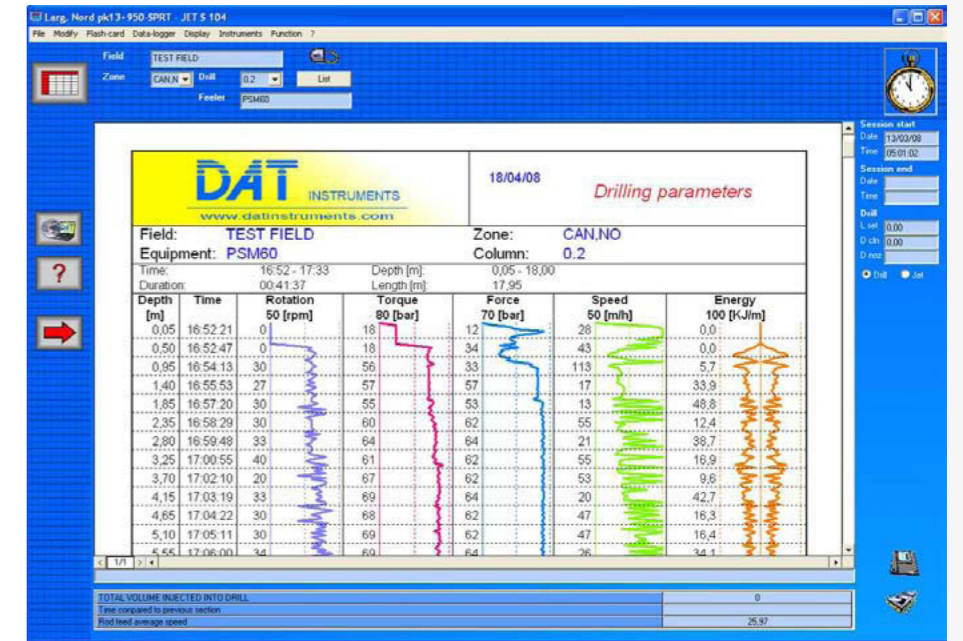 Larg. Nord pk13+950-SPRT - JET S 104
File Modify Flash-card Data-logger Display Instruments Function ?
Field TEST FIELD
Zone CAN,N Drill 0.2 List
Feeler PSM60
Session start
Date 13/03/08
Time 05:01:02
Session end
Date
Time
Drill
L set 0,00
D cln 0,00
D noz
Drill Jet
DAT INSTRUMENTS
www.datinstruments.com
18/04/08
Drilling parameters
Field: TEST FIELD Zone: CAN,NO
Equipment: PSM60 Column: 0.2
Time: 16:52 - 17:33 Depth [m]: 0,05 - 18,00
Duration: 00:41:37 Length [m]: 17,95
Depth Time Rotation Torque Force Speed Energy
[m] 50 [rpm] 80 [bar] 70 [bar] 50 [m/h] 100 [KJ/m]
0,05 16:52:21 0 18 12 28 0,0
0,50 16:52:47 0 18 34 43 0,0
0,95 16:54:13 30 56 33 113 5,7
1,40 16:55:53 27 57 57 17 33,9
1,85 16:57:20 30 55 53 13 48,8
2,35 16:58:29 30 60 62 55 12,4
2,80 16:59:48 33 64 64 21 38,7
3,25 17:00:55 40 61 62 55 16,9
3,70 17:02:10 20 67 62 53 9,6
4,15 17:03:19 33 69 64 20 42,7
4,65 17:04:22 30 68 62 47 16,3
5,10 17:05:11 30 69 62 47 16,4
5,55 17:06:00 34 69 64 26 34,1
1/1
TOTAL VOLUME INJECTED INTO DRILL 0
Time conpared to previous section
Rod feed average speed 25,97